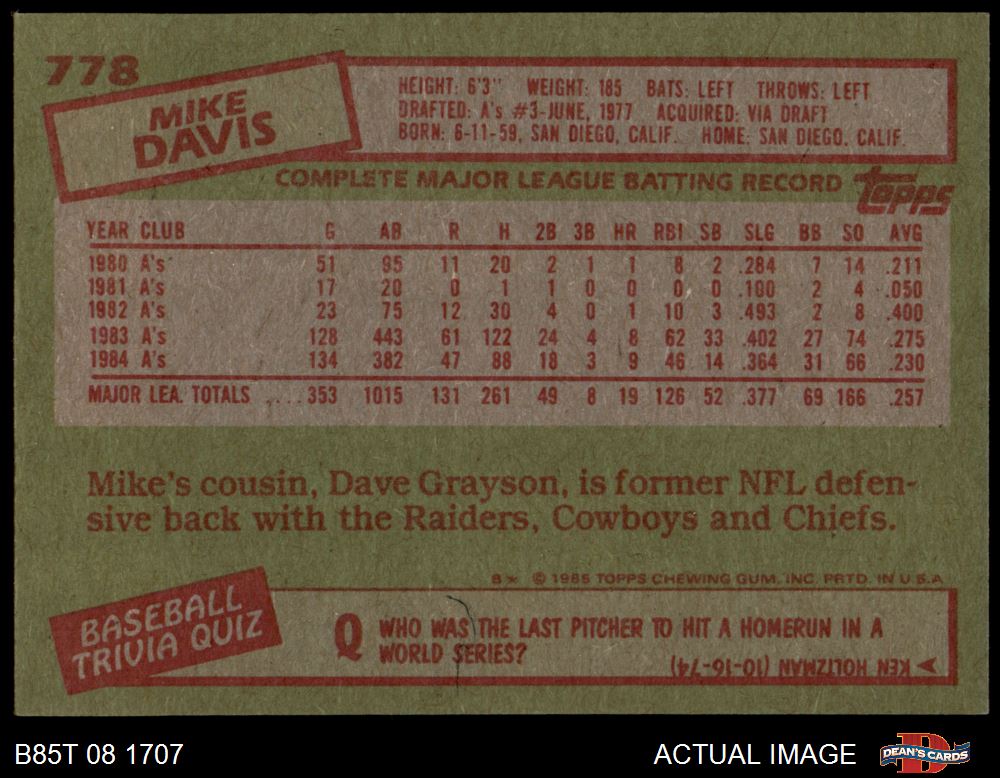 778
MIKE
DAVIS
HEIGHT: 6'3" WEIGHT: 185 BATS: LEFT THROWS: LEFT
DRAFTED: A's #3-JUNE, 1977 ACQUIRED: VIA DRAFT
BORN: 6-11-59, SAN DIEGO, CALIF. HOME: SAN DIEGO, CALIF.
COMPLETE MAJOR LEAGUE BATTING RECORD
topps
YEAR CLUB G AB R H 2B 3B HR RBI SB SLG BB SO AVG
1980 A's 51 95 11 20 2 1 1 8 2 .284 7 14 .211
1981 A's 17 20 0 1 1 0 0 0 0 .100 2 4 .050
1982 A's 23 75 12 30 4 0 1 10 3 .493 2 8 .400
1983 A's 128 443 61 122 24 4 8 62 33 .402 27 74 .275
1984 A's 134 382 47 88 18 3 9 46 14 .364 31 66 .230
MAJOR LEA. TOTALS ....353 1015 131 261 49 8 19 126 52 .377 69 166 .257
Mike's cousin, Dave Grayson, is former NFL defen-
sive back with the Raiders, Cowboys and Chiefs.
B* © 1985 TOPPS CHEWING GUM, INC. PRTD. IN U.S.A.
BASEBALL
TRIVIA QUIZ
Q WHO WAS THE LAST PITCHER TO HIT A HOMERUN IN A
WORLD SERIES?
KEN HOLTZMAN (10-16-74)
B85T 08 1707
ACTUAL IMAGE
D
DEAN'S CARDS